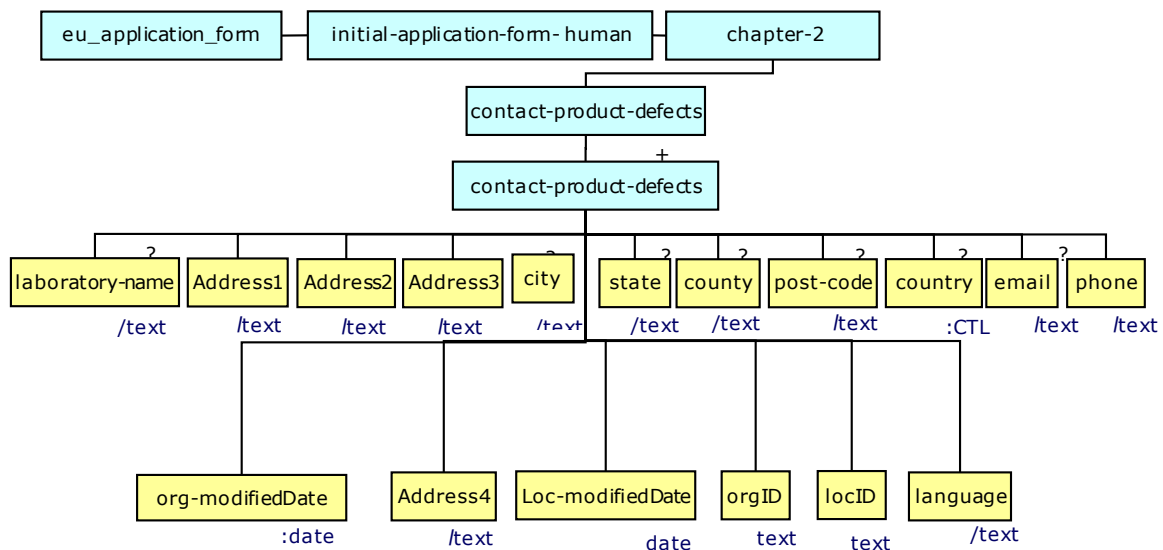 eu_application_form
initial-application-form- human
chapter-2
contact-product-defects
+
contact-product-defects
? ? ? ? ? ? ?
laboratory-name Address1 Address2 Address3 city state county post-code country email phone
/text /text /text /text /text /text /text /text :CTL /text /text
org-modifiedDate Address4 Loc-modifiedDate orgID locID language
:date /text date text text /text